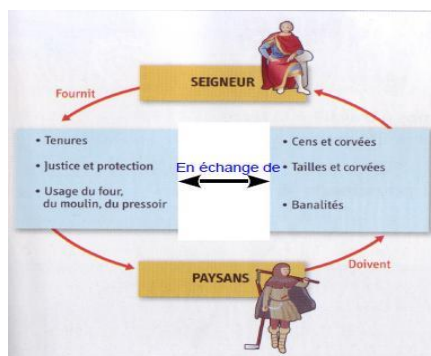 SEIGNEUR
Fournit
• Tenures
• Justice et protection
• Usage du four,
du moulin, du pressoir
En échange de
• Cens et corvées
• Tailles et corvées
• Banalités
Doivent
PAYSANS